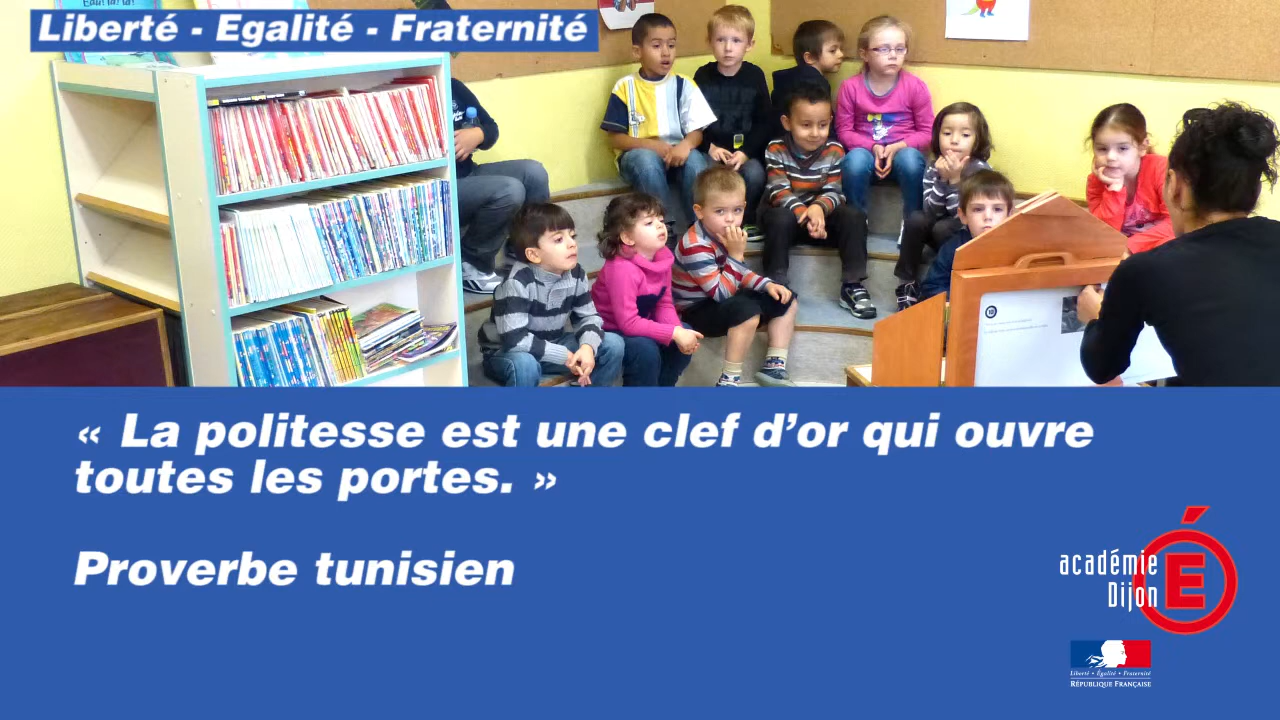 Liberté - Egalité - Fraternité
« La politesse est une clef d’or qui ouvre
toutes les portes. »
Proverbe tunisien
académie
Dijon
É
Liberté • Égalité • Fraternité
RÉPUBLIQUE FRANÇAISE